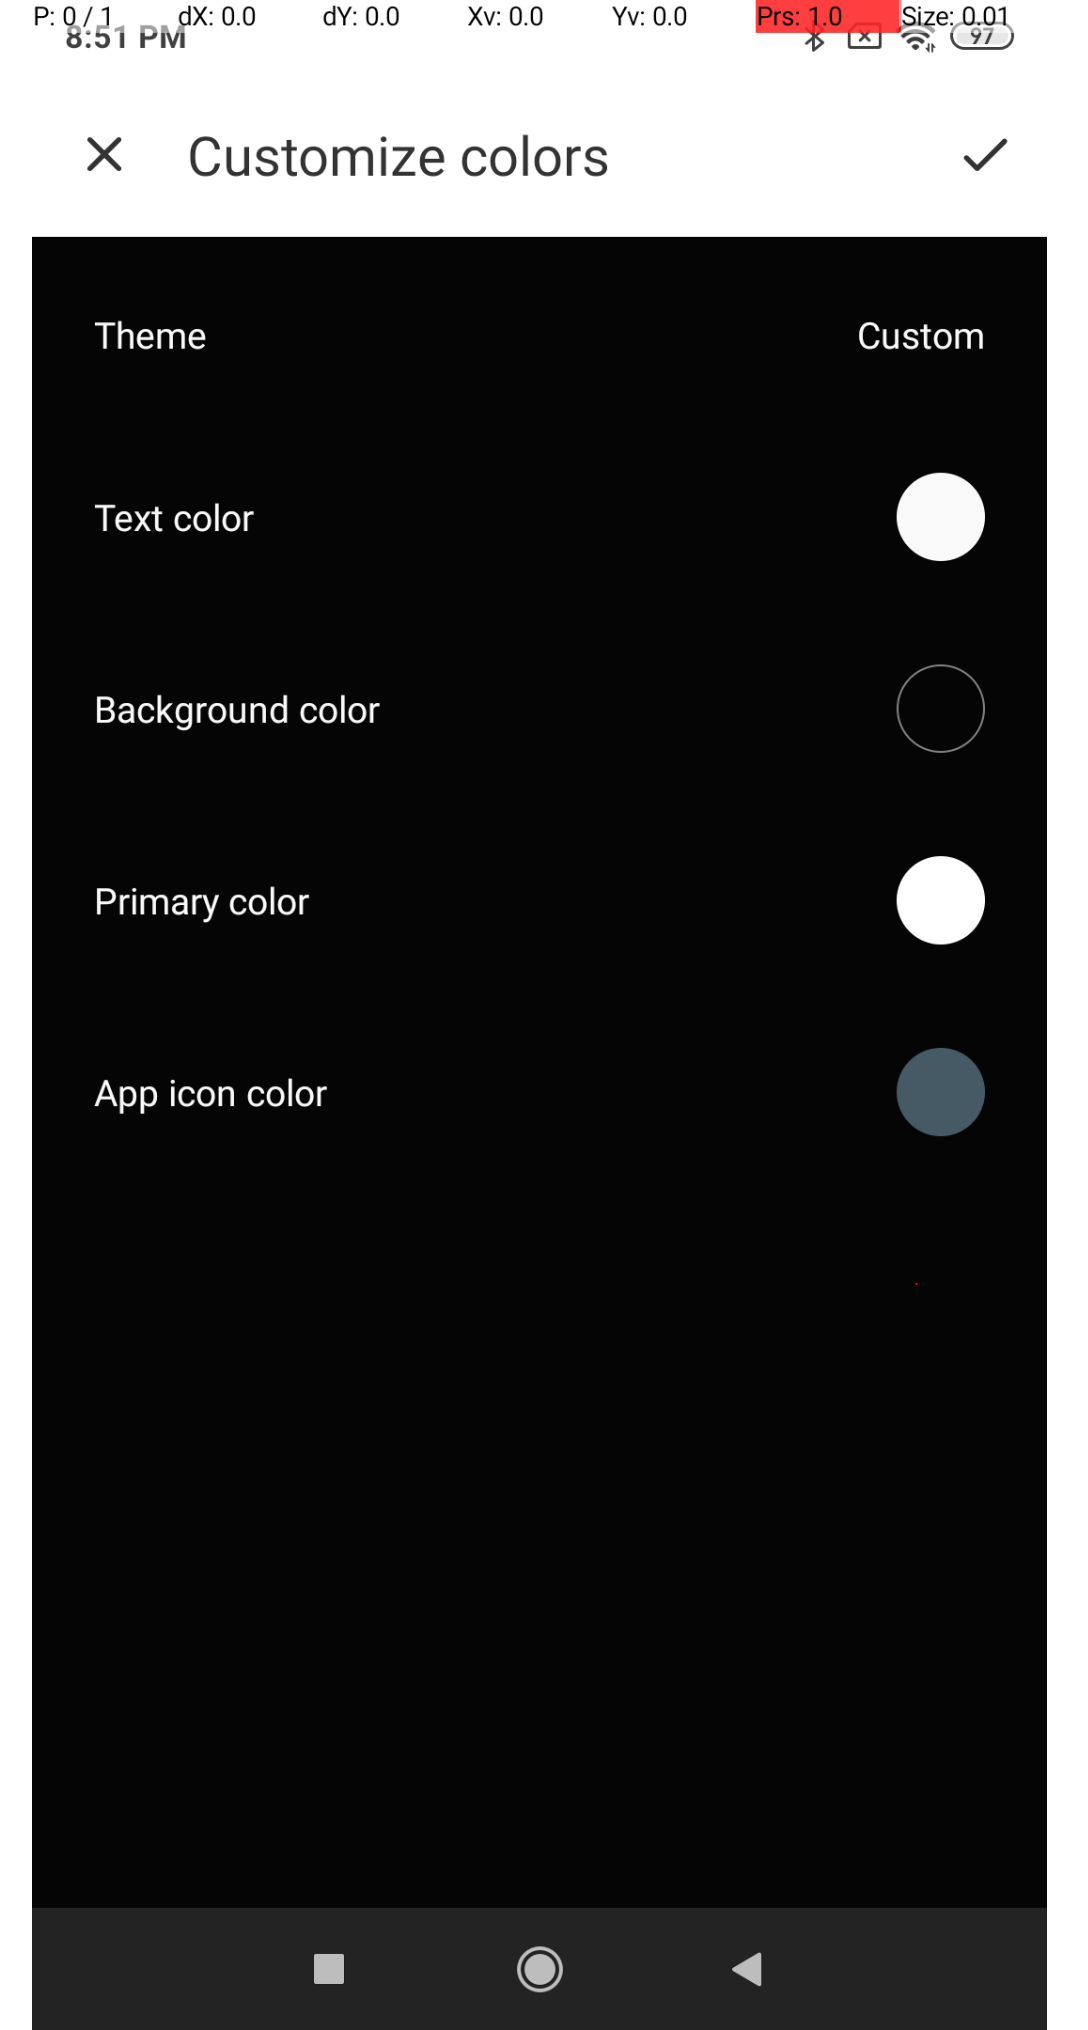 P: 0 / 1 dX: 0.0 dY: 0.0 Xv: 0.0 Yv: 0.0 Prs: 1.0 Size: 0.01
8:51 PM 97
Customize colors
Theme Custom
Text color
Background color
Primary color
App icon color